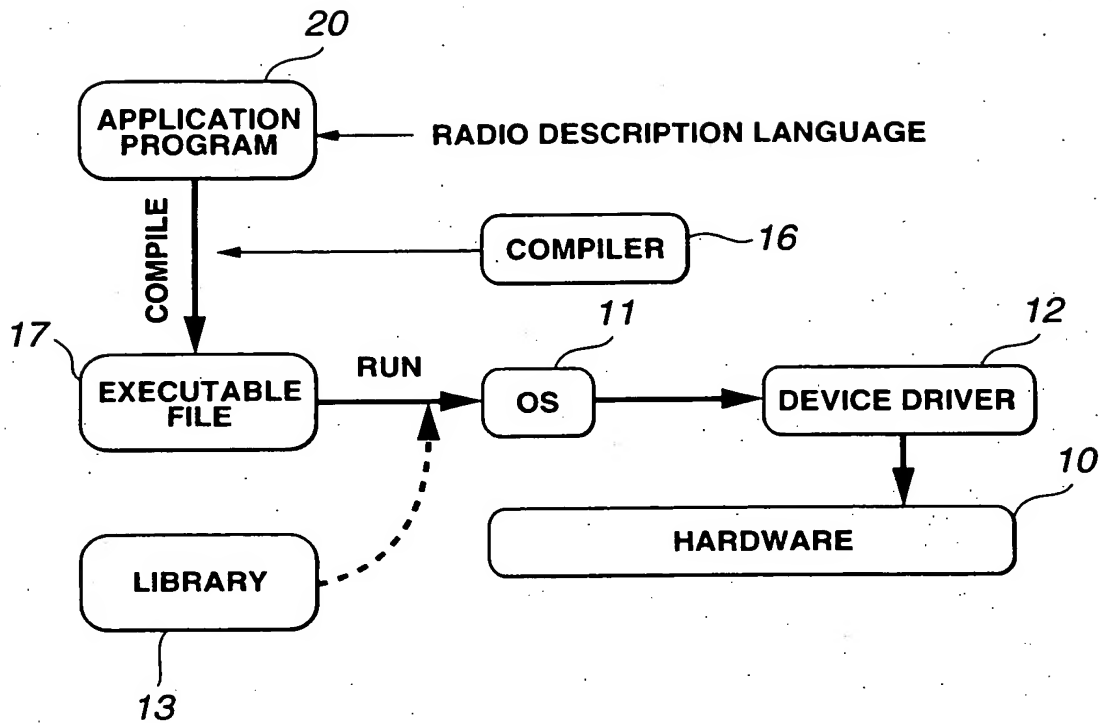 20
APPLICATION
PROGRAM
RADIO DESCRIPTION LANGUAGE
COMPILE
COMPILER
16
17
EXECUTABLE
FILE
RUN
11
OS
12
DEVICE DRIVER
10
HARDWARE
LIBRARY
13